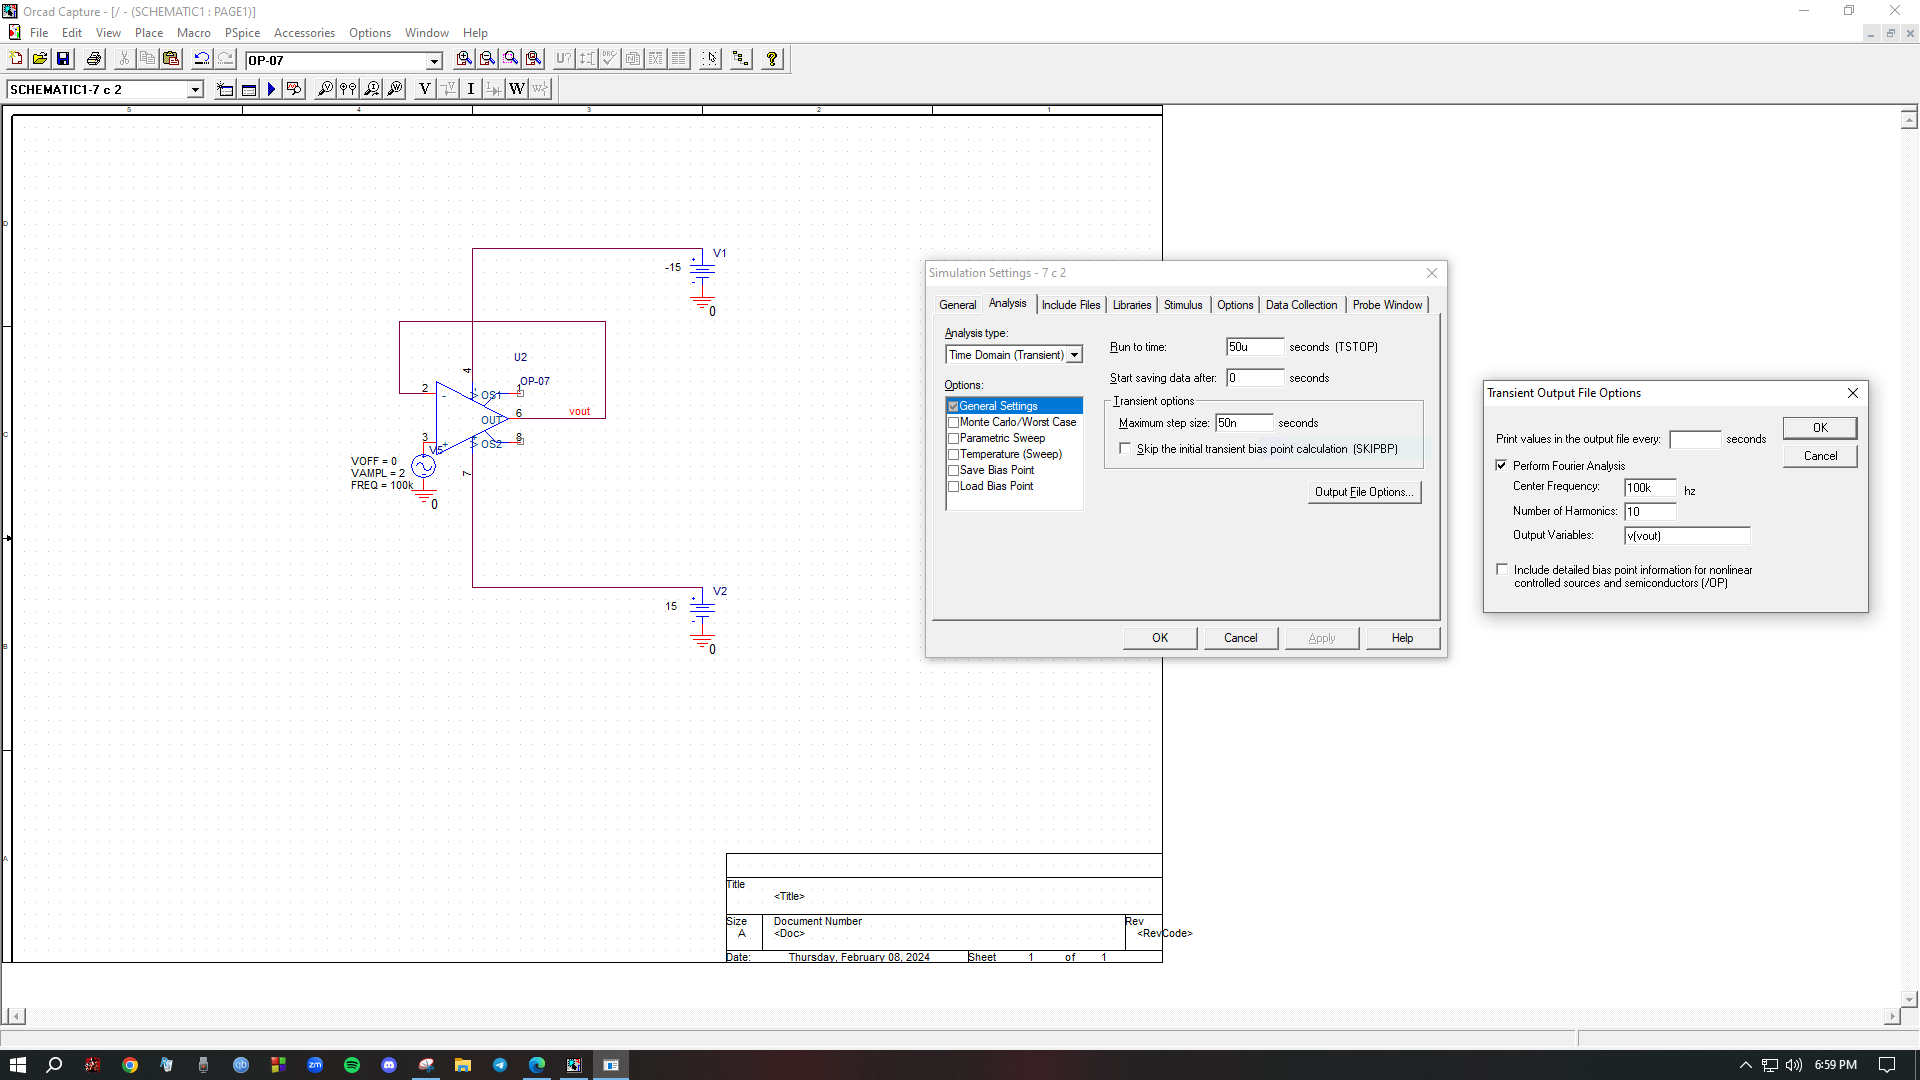 Orcad Capture - [/ - (SCHEMATIC1 : PAGE1)]
File Edit View Place Macro PSpice Accessories Options Window Help
OP-07
U?
DRC
SCHEMATIC1-7 c 2
V I W
5 4 3 2 1
D
C
B
A
V1
-15
0
U2
OP-07
4
2
1
OS1
6
vout
OUT
3
8
OS2
V5
7
VOFF = 0
VAMPL = 2
FREQ = 100k
0
V2
15
0
Title
<Title>
Size
A
Document Number
<Doc>
Rev
<RevCode>
Date: Thursday, February 08, 2024 Sheet 1 of 1
Simulation Settings - 7 c 2
General Analysis Include Files Libraries Stimulus Options Data Collection Probe Window
Analysis type:
Time Domain (Transient)
Options:
General Settings
Monte Carlo/Worst Case
Parametric Sweep
Temperature (Sweep)
Save Bias Point
Load Bias Point
Run to time: 50u seconds (TSTOP)
Start saving data after: 0 seconds
Transient options
Maximum step size: 50n seconds
Skip the initial transient bias point calculation (SKIPBP)
Output File Options...
OK Cancel Apply Help
Transient Output File Options
Print values in the output file every: seconds
OK
Cancel
Perform Fourier Analysis
Center Frequency: 100k hz
Number of Harmonics: 10
Output Variables: v(vout)
Include detailed bias point information for nonlinear
controlled sources and semiconductors (/OP)
qb
zm
6:59 PM